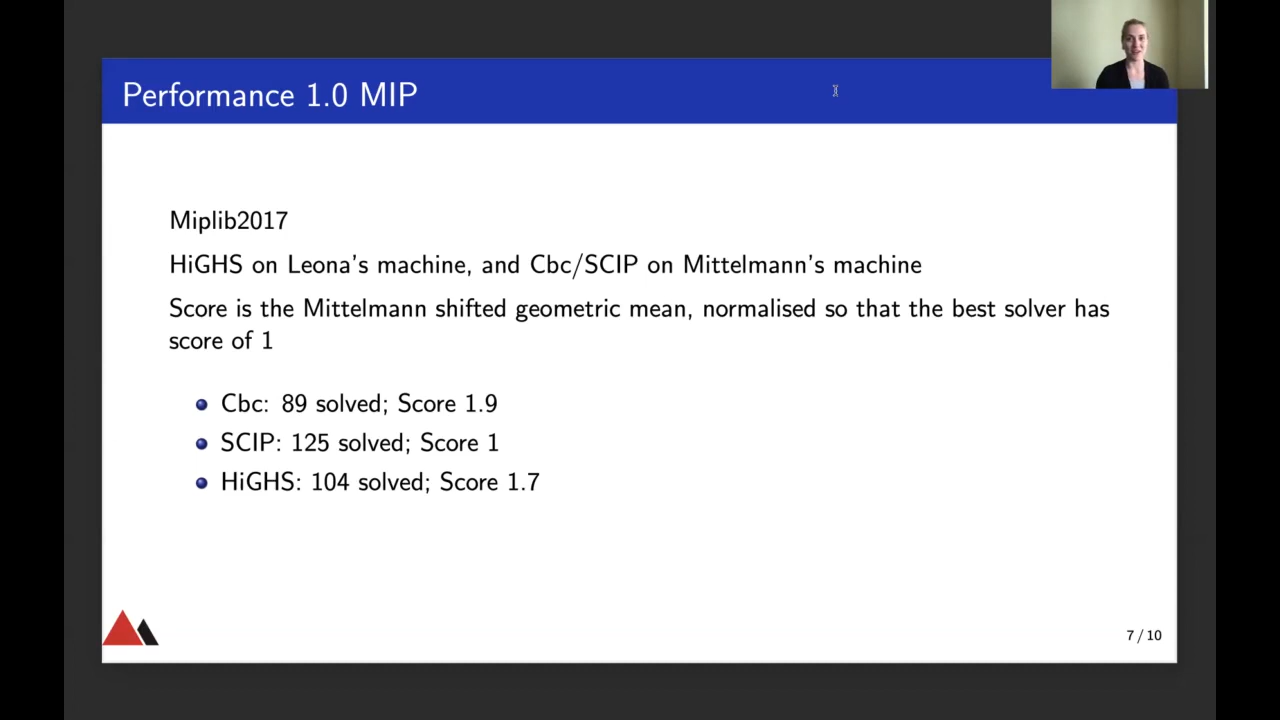 Performance 1.0 MIP
Miplib2017
HiGHS on Leona's machine, and Cbc/SCIP on Mittelmann's machine
Score is the Mittelmann shifted geometric mean, normalised so that the best solver has
score of 1
Cbc: 89 solved; Score 1.9
SCIP: 125 solved; Score 1
HiGHS: 104 solved; Score 1.7
7 / 10